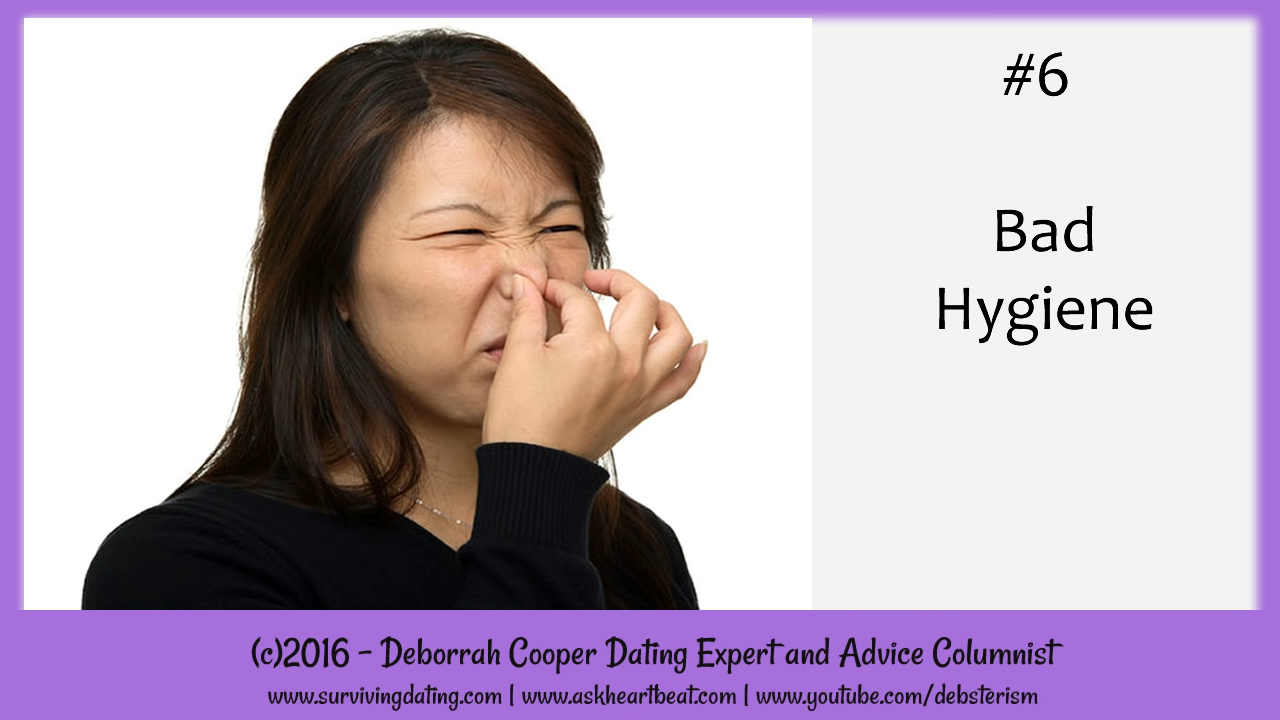 #6
Bad
Hygiene
(c)2016 - Deborrah Cooper Dating Expert and Advice Columnist
www.survivingdating.com | www.askheartbeat.com | www.youtube.com/debsterism